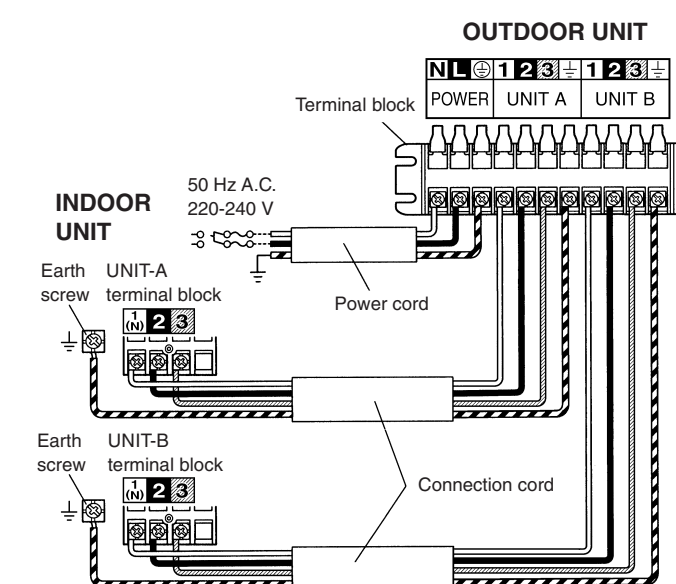 OUTDOOR UNIT
N L 1 2 3 1 2 3
POWER UNIT A UNIT B
Terminal block
50 Hz A.C.
220-240 V
INDOOR
UNIT
Power cord
Earth
screw
UNIT-A
terminal block
1
(N) 2 3
Earth
screw
UNIT-B
terminal block
1
(N) 2 3
Connection cord